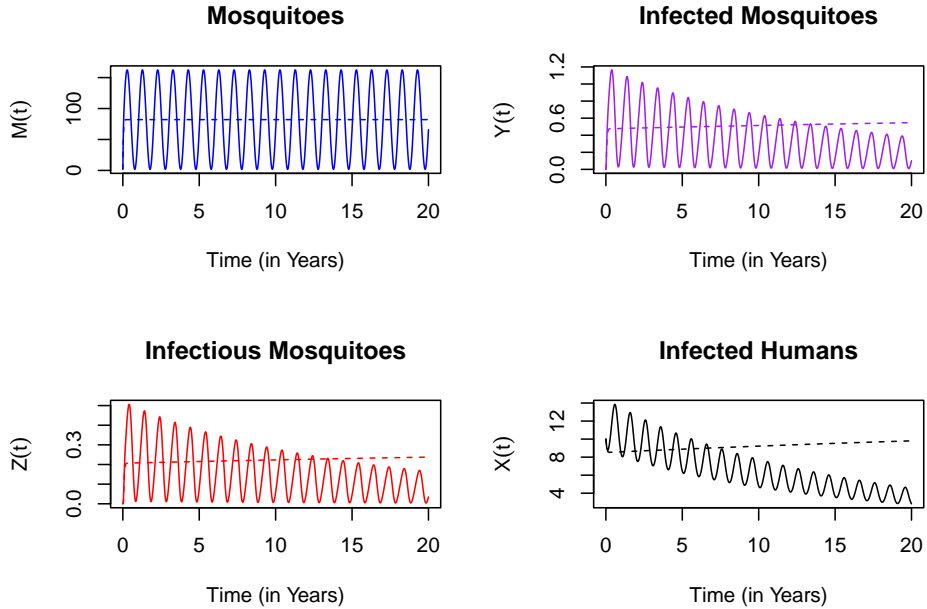 Mosquitoes
M(t)
100
0
0 5 10 15 20
Time (in Years)
Infected Mosquitoes
Y(t)
1.2
0.6
0.0
0 5 10 15 20
Time (in Years)
Infectious Mosquitoes
Z(t)
0.3
0.0
0 5 10 15 20
Time (in Years)
Infected Humans
X(t)
12
8
4
0 5 10 15 20
Time (in Years)